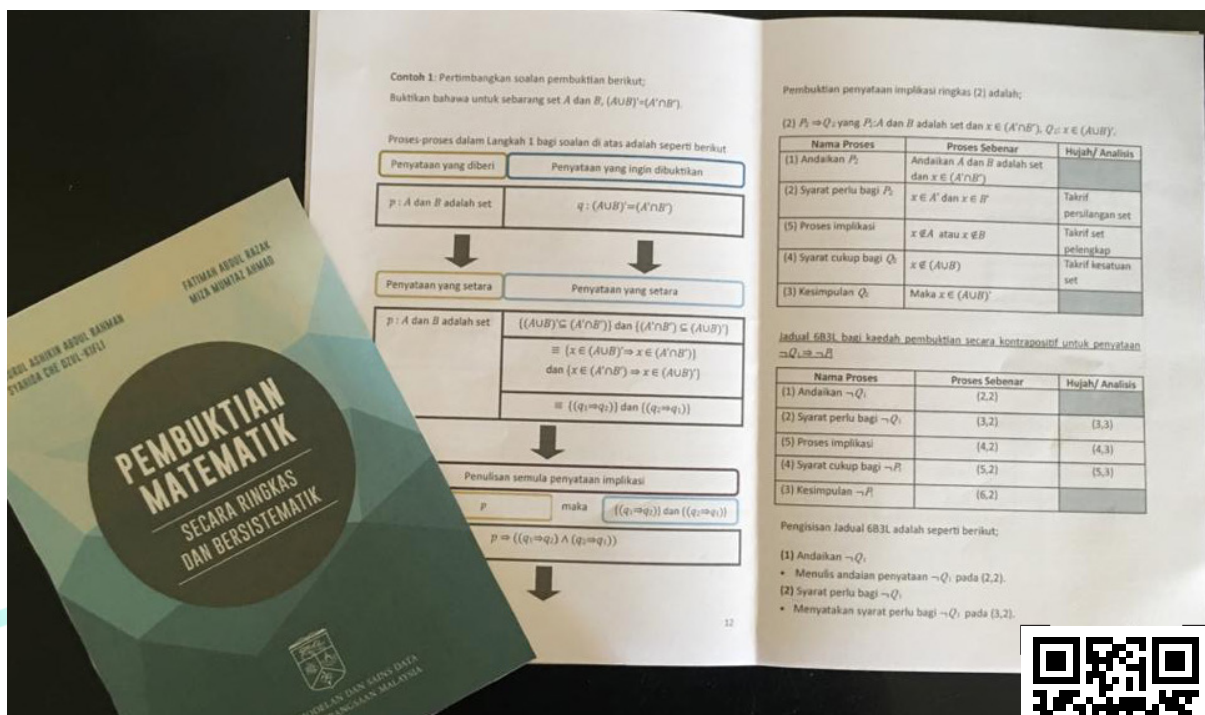 FATIMAH ABDUL RAZAK
MIZA MUMTAZ AHMAD
ASHIKIN ABDUL RAHMAN
SYAHIDA CHE DZUL-KIFLI
PEMBUKTIAN
MATEMATIK
SECARA RINGKAS
DAN BERSISTEMATIK
DAN SAINS DATA
MALAYSIA
Contoh 1: Pertimbangkan soalan pembuktian berikut;
Buktikan bahawa untuk sebarang set A dan B, (A∪B)'=(A'∩B').
Proses-proses dalam Langkah 1 bagi soalan di atas adalah seperti berikut
Penyataan yang diberi Penyataan yang ingin dibuktikan
p : A dan B adalah set q : (A∪B)'=(A'∩B')
Penyataan yang setara Penyataan yang setara
p : A dan B adalah set {(A∪B)'⊆ (A'∩B')} dan {(A'∩B') ⊆ (A∪B)'}
≡ {x ∈ (A∪B)'⇒ x ∈ (A'∩B')}
dan {x ∈ (A'∩B') ⇒ x ∈ (A∪B)'}
≡ {(q₁⇒q₂)} dan {(q₂⇒q₁)}
Penulisan semula penyataan implikasi
p maka {(q₁⇒q₂)} dan {(q₂⇒q₁)}
p ⇒ ((q₁⇒q₂) ∧ (q₂⇒q₁))
12
Pembuktian penyataan implikasi ringkas (2) adalah;
(2) P₂ ⇒Q₂ yang P₂:A dan B adalah set dan x ∈ (A'∩B'), Q₂: x ∈ (A∪B)'.
Nama Proses Proses Sebenar Hujah/ Analisis
(1) Andaikan P₂ Andaikan A dan B adalah set
dan x ∈ (A'∩B')
(2) Syarat perlu bagi P₂ x ∈ A' dan x ∈ B' Takrif
persilangan set
(5) Proses implikasi x ∉A atau x ∉B Takrif set
pelengkap
(4) Syarat cukup bagi Q₂ x ∉ (A∪B) Takrif kesatuan
set
(3) Kesimpulan Q₂ Maka x ∈ (A∪B)'
Jadual 6B3L bagi kaedah pembuktian secara kontrapositif untuk penyataan
¬Q₁⇒ ¬P₁
Nama Proses Proses Sebenar Hujah/ Analisis
(1) Andaikan ¬Q₁ (2,2)
(2) Syarat perlu bagi ¬Q₁ (3,2) (3,3)
(5) Proses implikasi (4,2) (4,3)
(4) Syarat cukup bagi ¬P₁ (5,2) (5,3)
(3) Kesimpulan ¬P₁ (6,2)
Pengisisan Jadual 6B3L adalah seperti berikut;
(1) Andaikan ¬Q₁
• Menulis andaian penyataan ¬Q₁ pada (2,2).
(2) Syarat perlu bagi ¬Q₁
• Menyatakan syarat perlu bagi ¬Q₁ pada (3,2).